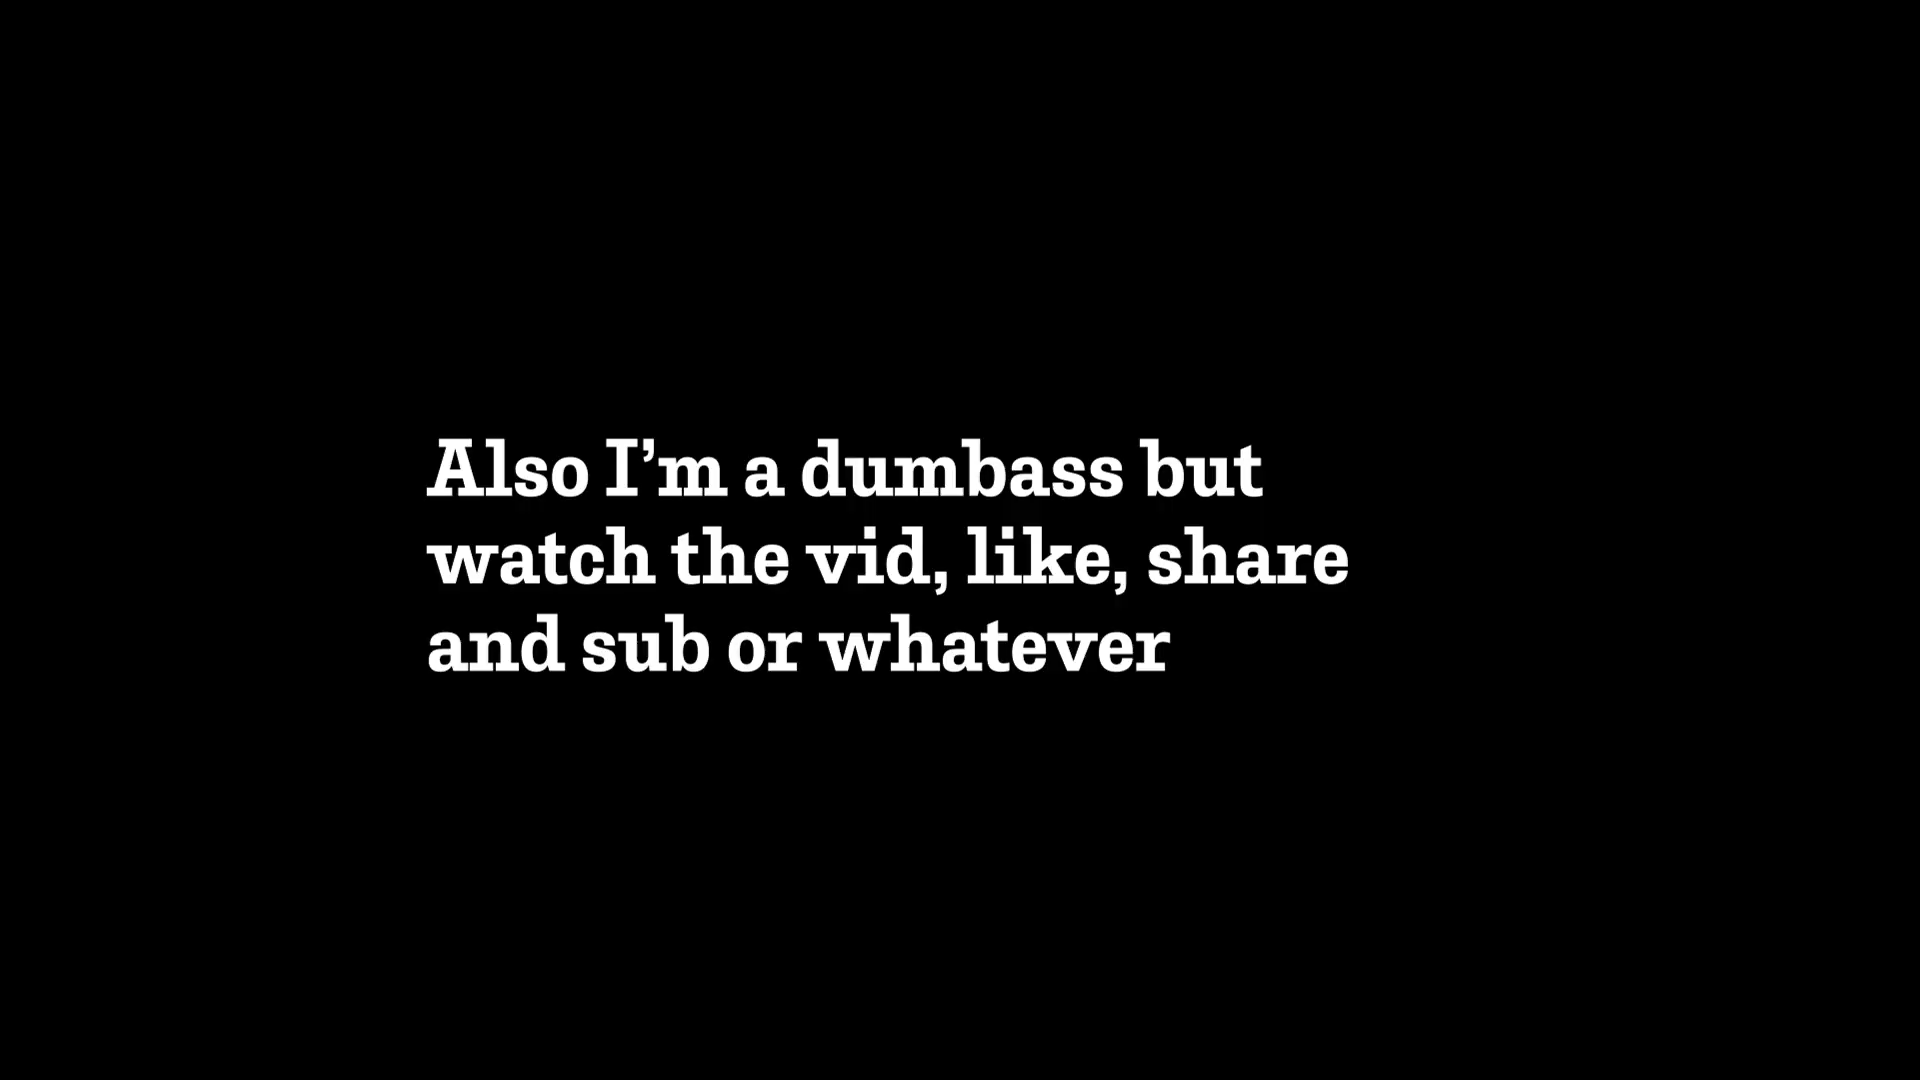 Also I’m a dumbass but
watch the vid, like, share
and sub or whatever